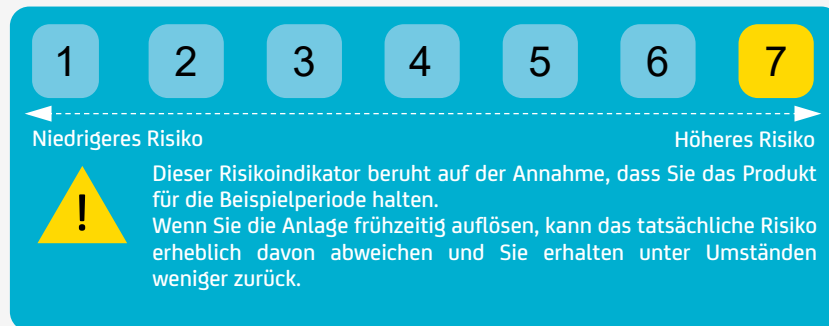 1 2 3 4 5 6 7
Niedrigeres Risiko Höheres Risiko
!
Dieser Risikoindikator beruht auf der Annahme, dass Sie das Produkt
für die Beispielperiode halten.
Wenn Sie die Anlage frühzeitig auflösen, kann das tatsächliche Risiko
erheblich davon abweichen und Sie erhalten unter Umständen
weniger zurück.